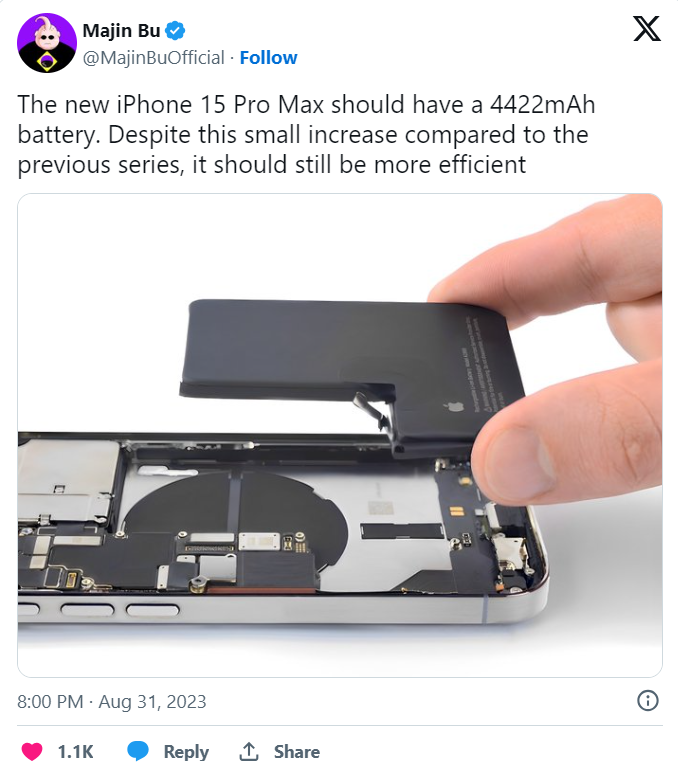 Majin Bu
@MajinBuOfficial · Follow
The new iPhone 15 Pro Max should have a 4422mAh
battery. Despite this small increase compared to the
previous series, it should still be more efficient
8:00 PM · Aug 31, 2023
1.1K Reply Share